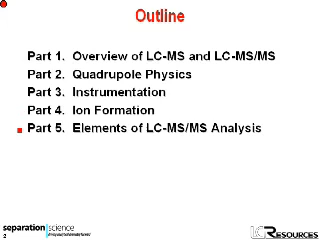 Outline
Part 1. Overview of LC-MS and LC-MS/MS
Part 2. Quadrupole Physics
Part 3. Instrumentation
Part 4. Ion Formation
Part 5. Elements of LC-MS/MS Analysis
separation science
LC RESOURCES
2